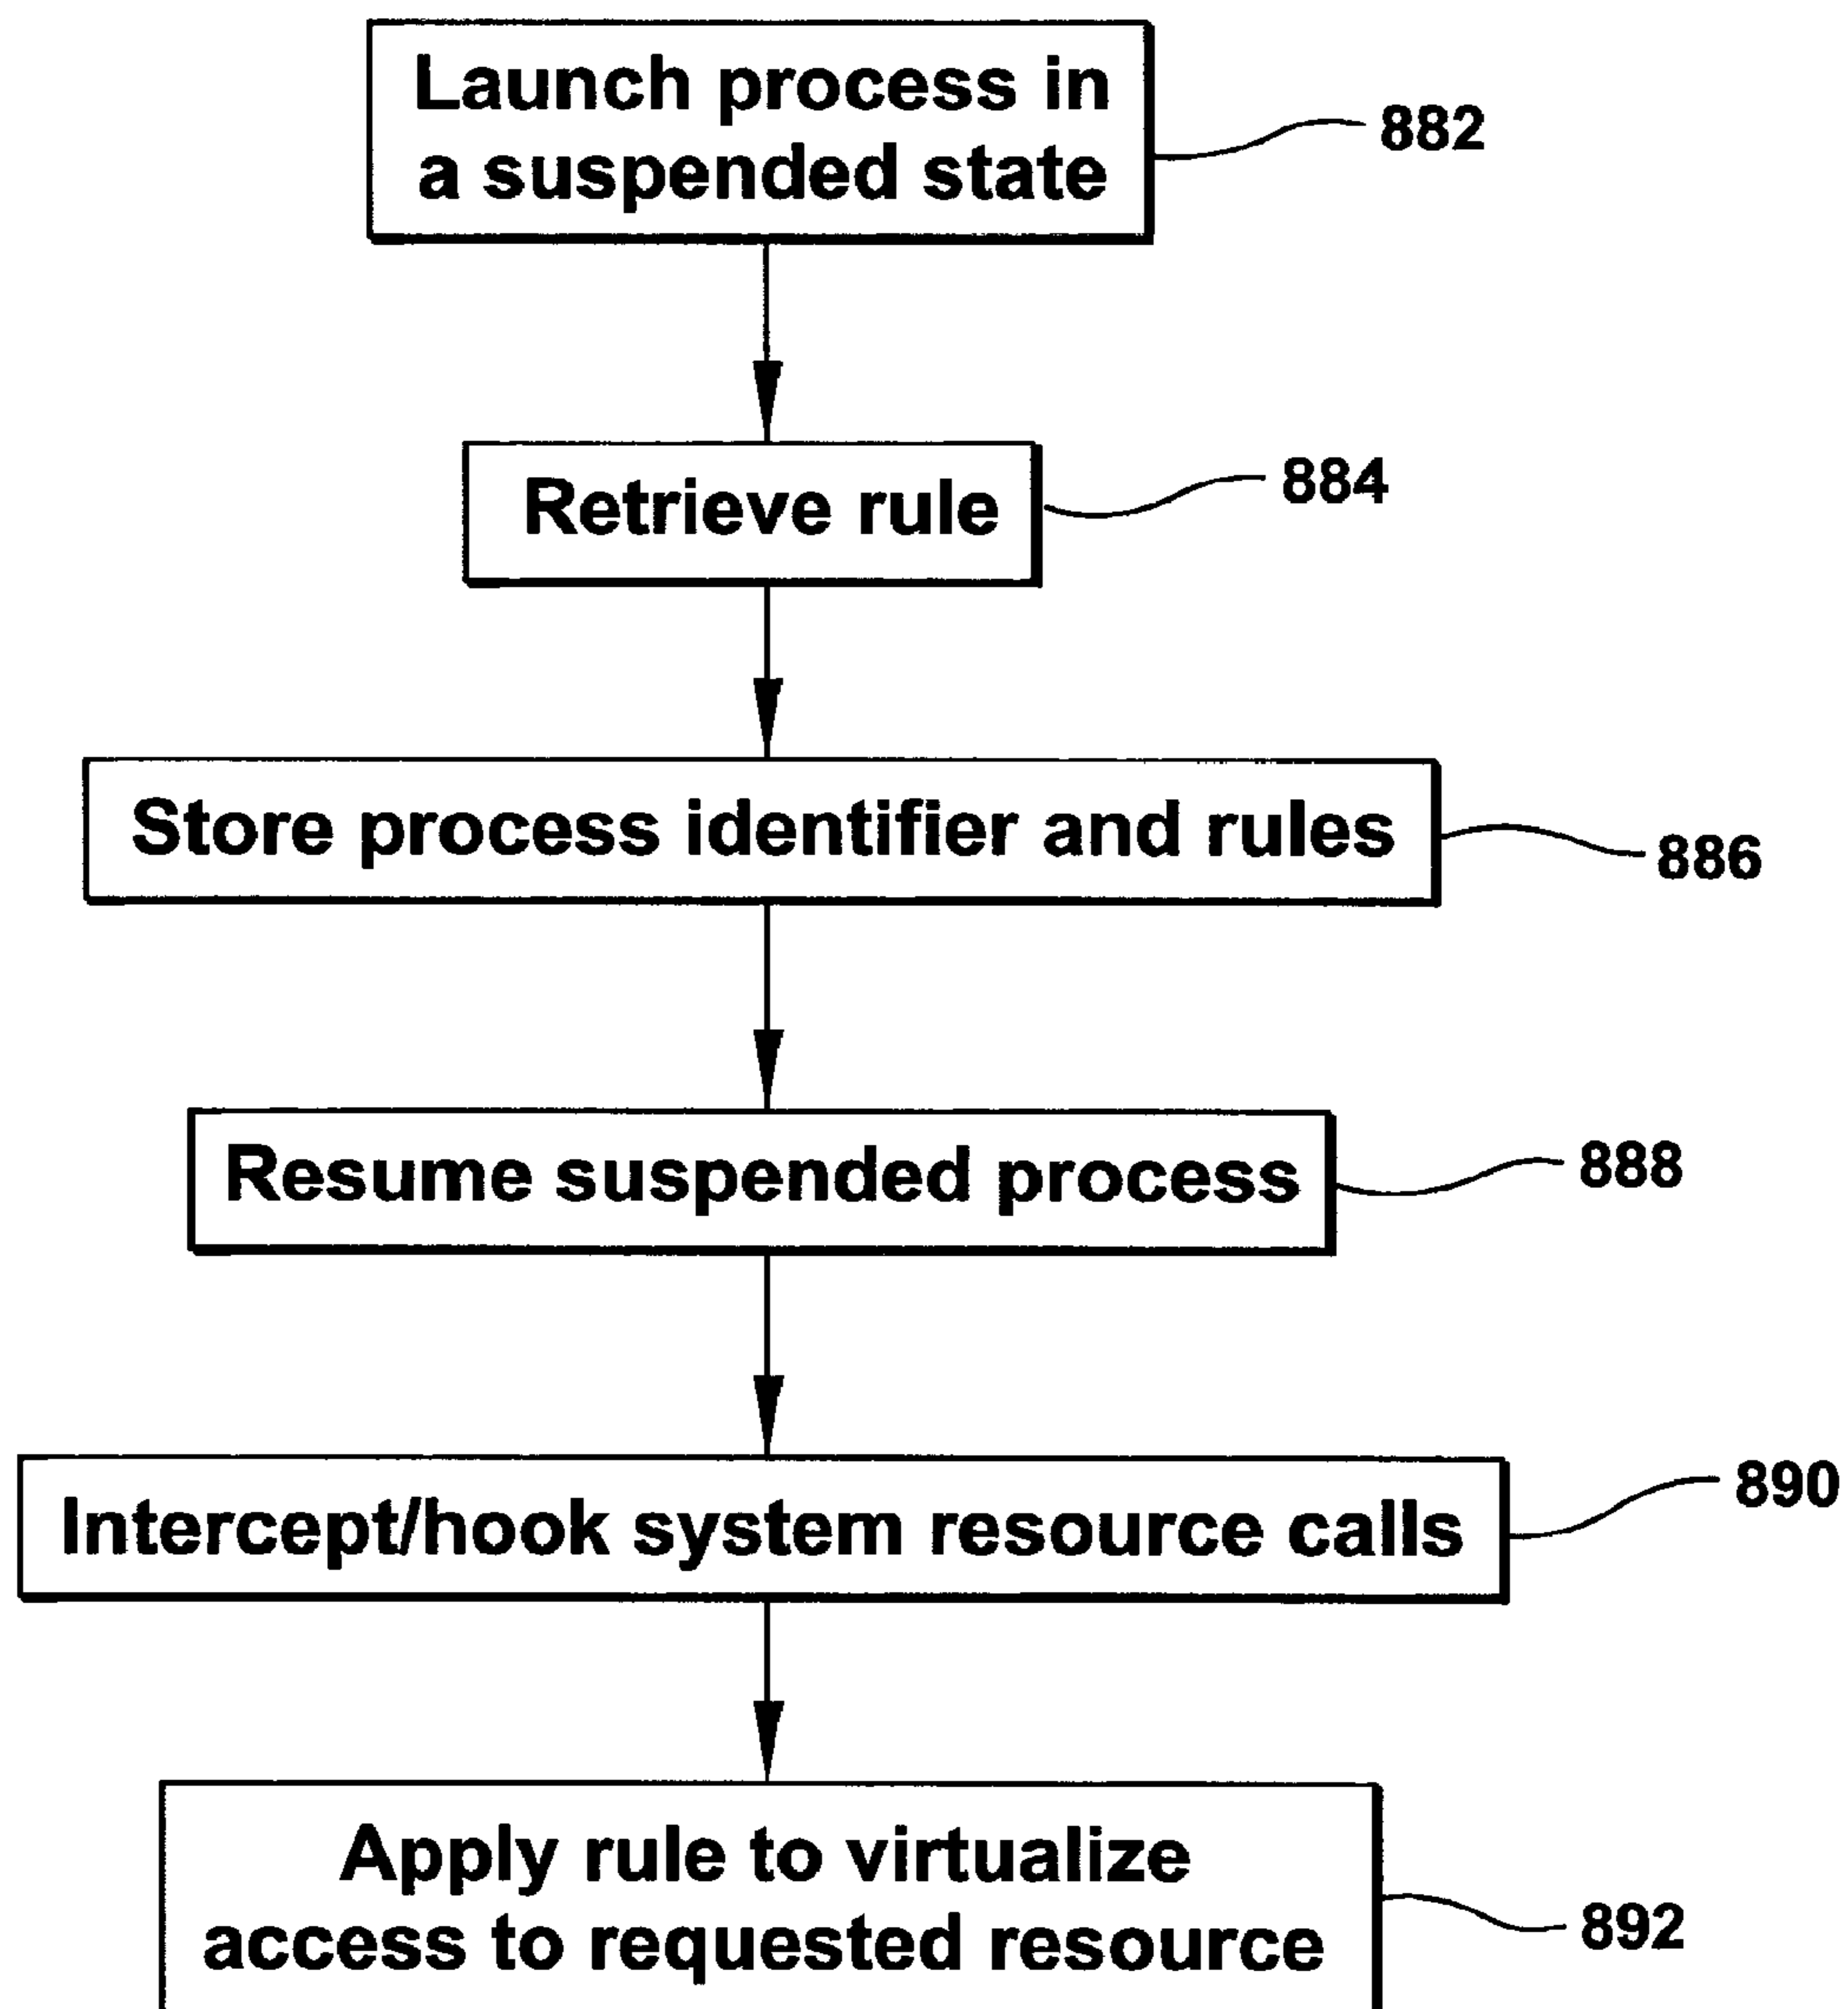 Launch process in
a suspended state
882
Retrieve rule
884
Store process identifier and rules
886
Resume suspended process
888
Intercept/hook system resource calls
890
Apply rule to virtualize
access to requested resource
892